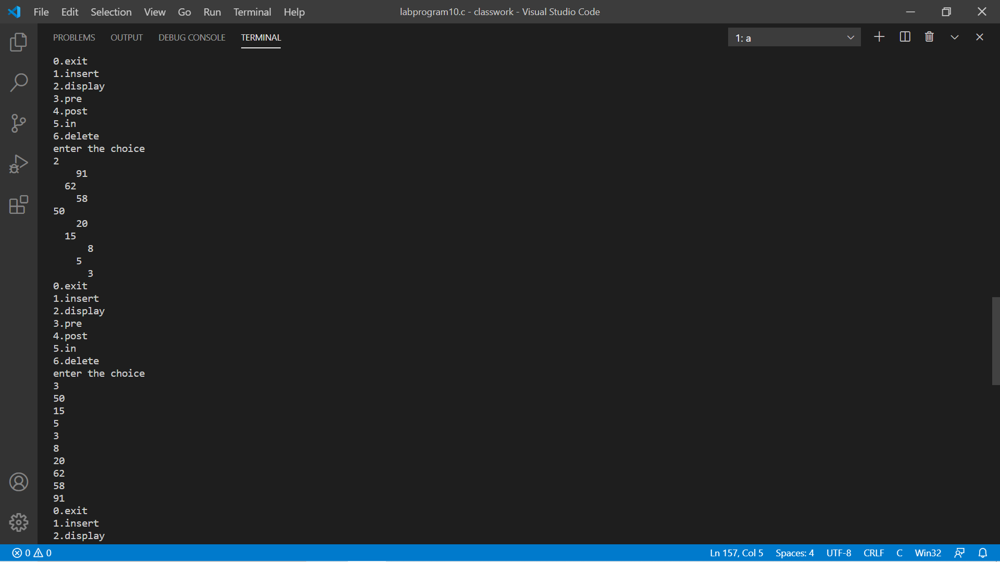 File Edit Selection View Go Run Terminal Help labprogram10.c - classwork - Visual Studio Code
PROBLEMS OUTPUT DEBUG CONSOLE TERMINAL 1: a
0.exit
1.insert
2.display
3.pre
4.post
5.in
6.delete
enter the choice
2
91
62
58
50
20
15
8
5
3
0.exit
1.insert
2.display
3.pre
4.post
5.in
6.delete
enter the choice
3
50
15
5
3
8
20
62
58
91
0.exit
1.insert
2.display
0 0 Ln 157, Col 5 Spaces: 4 UTF-8 CRLF C Win32